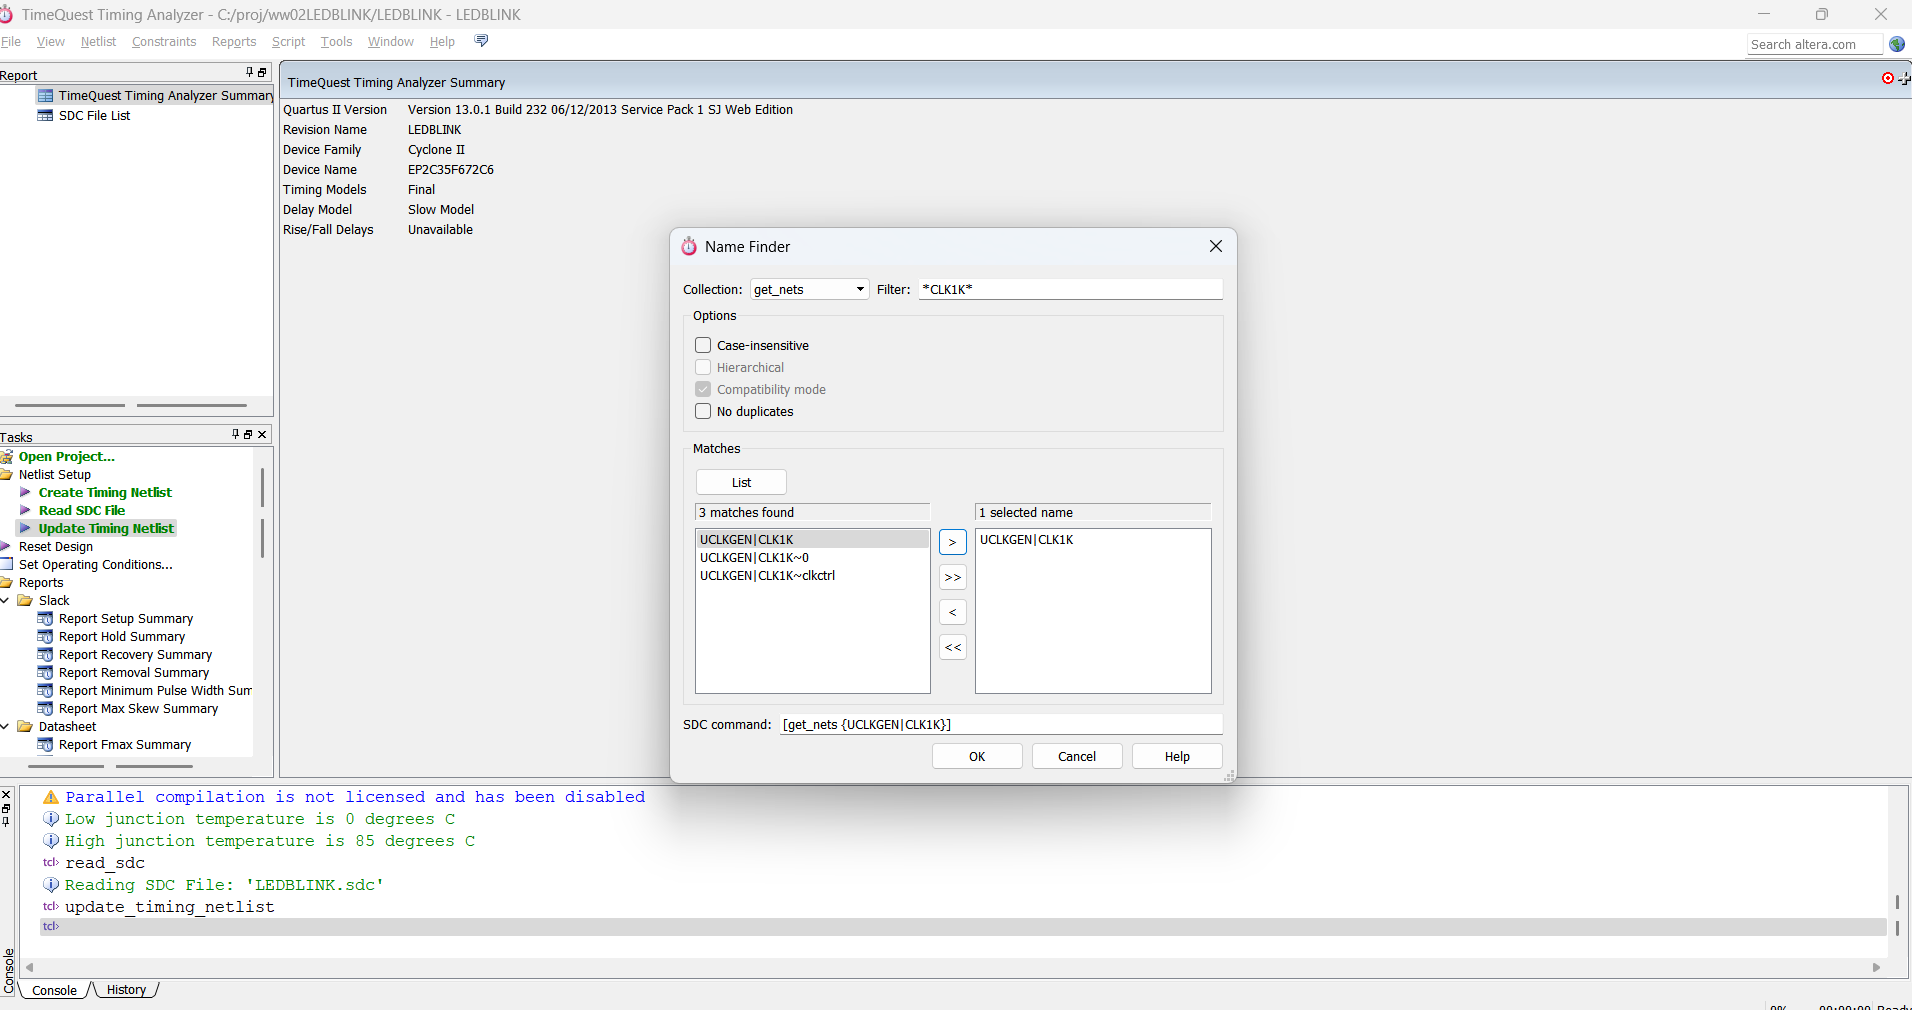 TimeQuest Timing Analyzer - C:/proj/ww02LEDBLINK/LEDBLINK - LEDBLINK
File View Netlist Constraints Reports Script Tools Window Help
Search altera.com
Report
TimeQuest Timing Analyzer Summary
SDC File List
TimeQuest Timing Analyzer Summary
Quartus II Version Version 13.0.1 Build 232 06/12/2013 Service Pack 1 SJ Web Edition
Revision Name LEDBLINK
Device Family Cyclone II
Device Name EP2C35F672C6
Timing Models Final
Delay Model Slow Model
Rise/Fall Delays Unavailable
Tasks
Open Project...
Netlist Setup
Create Timing Netlist
Read SDC File
Update Timing Netlist
Reset Design
Set Operating Conditions...
Reports
Slack
Report Setup Summary
Report Hold Summary
Report Recovery Summary
Report Removal Summary
Report Minimum Pulse Width Sum
Report Max Skew Summary
Datasheet
Report Fmax Summary
Name Finder
Collection: get_nets Filter: *CLK1K*
Options
Case-insensitive
Hierarchical
Compatibility mode
No duplicates
Matches
List
3 matches found
UCLKGEN|CLK1K
UCLKGEN|CLK1K~0
UCLKGEN|CLK1K~clkctrl
>
>>
<
<<
1 selected name
UCLKGEN|CLK1K
SDC command: [get_nets {UCLKGEN|CLK1K}]
OK Cancel Help
Parallel compilation is not licensed and has been disabled
Low junction temperature is 0 degrees C
High junction temperature is 85 degrees C
tcl> read_sdc
Reading SDC File: 'LEDBLINK.sdc'
tcl> update_timing_netlist
tcl>
Console
Console History
0% 00:00:00 Ready